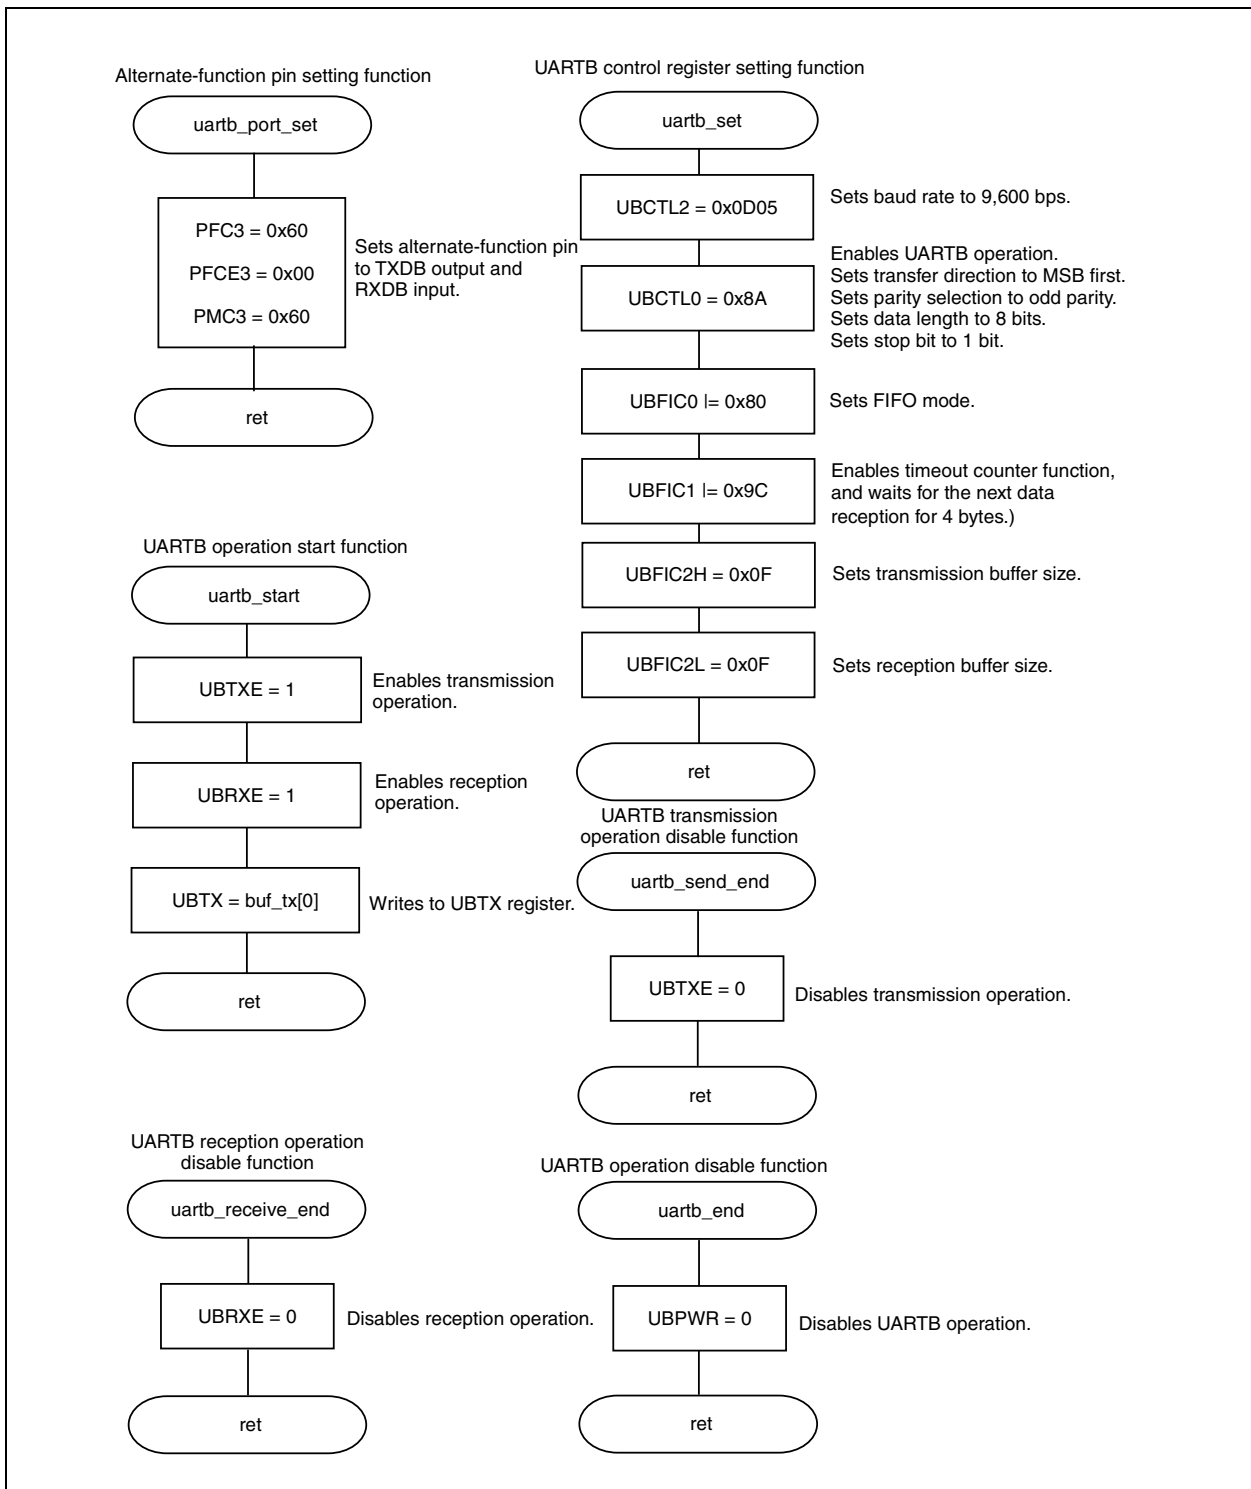 Alternate-function pin setting function
uartb_port_set
PFC3 = 0x60
PFCE3 = 0x00
PMC3 = 0x60
Sets alternate-function pin
to TXDB output and
RXDB input.
ret
UARTB control register setting function
uartb_set
UBCTL2 = 0x0D05
Sets baud rate to 9,600 bps.
UBCTL0 = 0x8A
Enables UARTB operation.
Sets transfer direction to MSB first.
Sets parity selection to odd parity.
Sets data length to 8 bits.
Sets stop bit to 1 bit.
UBFIC0 |= 0x80
Sets FIFO mode.
UBFIC1 |= 0x9C
Enables timeout counter function,
and waits for the next data
reception for 4 bytes.)
UBFIC2H = 0x0F
Sets transmission buffer size.
UBFIC2L = 0x0F
Sets reception buffer size.
ret
UARTB operation start function
uartb_start
UBTXE = 1
Enables transmission
operation.
UBRXE = 1
Enables reception
operation.
UBTX = buf_tx[0]
Writes to UBTX register.
ret
UARTB transmission
operation disable function
uartb_send_end
UBTXE = 0
Disables transmission operation.
ret
UARTB reception operation
disable function
uartb_receive_end
UBRXE = 0
Disables reception operation.
ret
UARTB operation disable function
uartb_end
UBPWR = 0
Disables UARTB operation.
ret